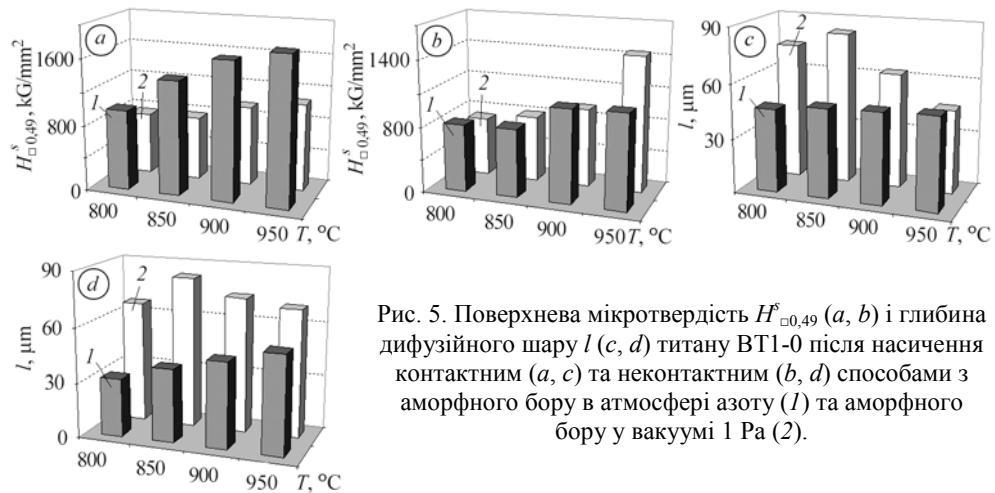 a
H^s_□0,49, kG/mm²
1600
800
0
1
2
800
850
900
950 T, °C
b
H^s_□0,49, kG/mm²
1400
800
0
1
2
800
850
900
950T, °C
c
l, μm
90
60
30
1
2
800
850
900
950 T, °C
d
l, μm
90
60
30
0
1
2
800
850
900
950 T, °C
Рис. 5. Поверхнева мікротвердість H^s_□0,49 (a, b) і глибина
дифузійного шару l (c, d) титану ВТ1-0 після насичення
контактним (a, c) та неконтактним (b, d) способами з
аморфного бору в атмосфері азоту (1) та аморфного
бору у вакуумі 1 Pa (2).